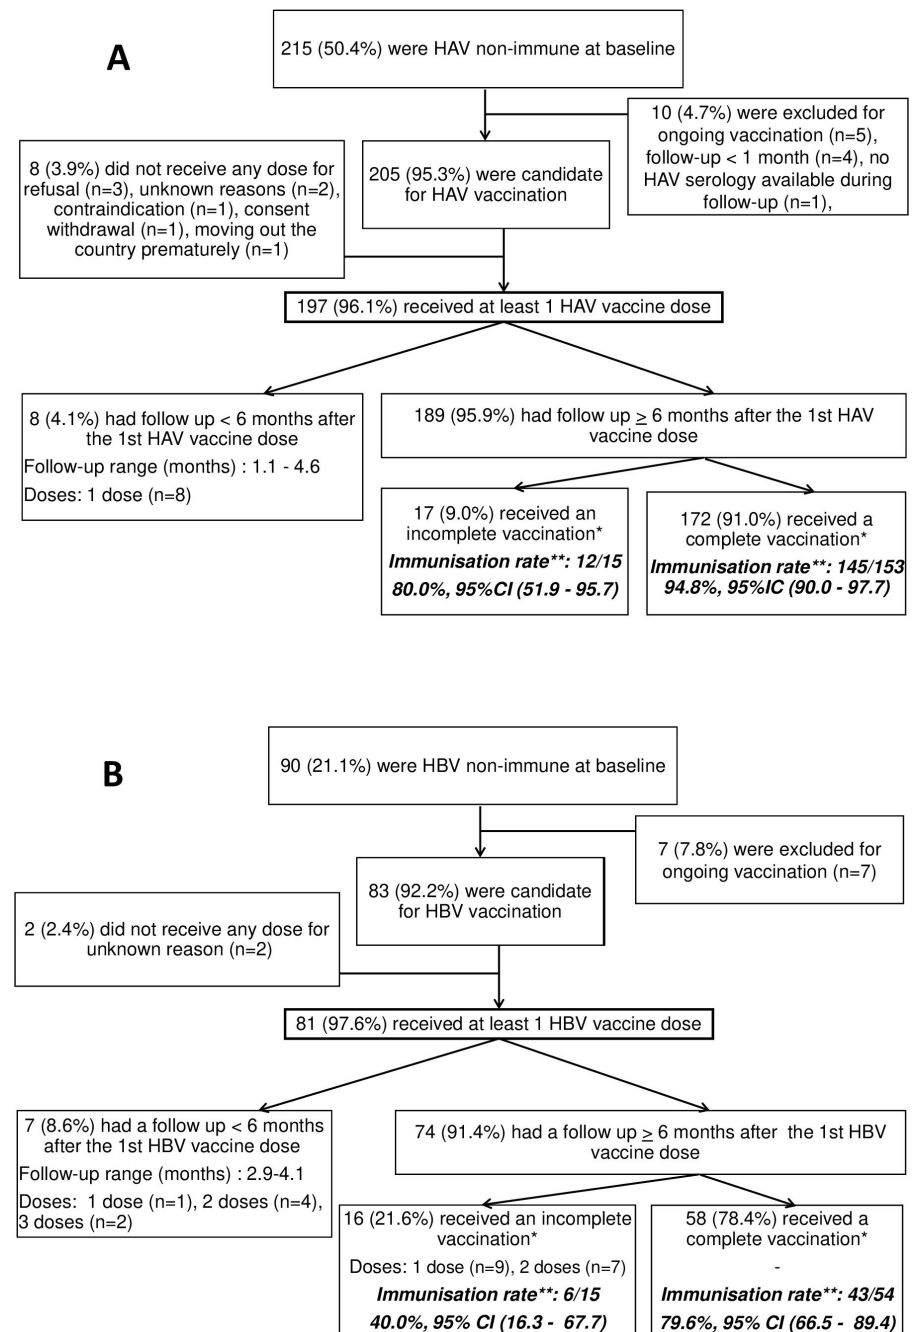 A
215 (50.4%) were HAV non-immune at baseline
10 (4.7%) were excluded for
ongoing vaccination (n=5),
follow-up < 1 month (n=4), no
HAV serology available during
follow-up (n=1),
8 (3.9%) did not receive any dose for
refusal (n=3), unknown reasons (n=2),
contraindication (n=1), consent
withdrawal (n=1), moving out the
country prematurely (n=1)
205 (95.3%) were candidate
for HAV vaccination
197 (96.1%) received at least 1 HAV vaccine dose
8 (4.1%) had follow up < 6 months after
the 1st HAV vaccine dose
Follow-up range (months) : 1.1 - 4.6
Doses: 1 dose (n=8)
189 (95.9%) had follow up ≥ 6 months after the 1st HAV
vaccine dose
17 (9.0%) received an
incomplete vaccination*
Immunisation rate**: 12/15
80.0%, 95%CI (51.9 - 95.7)
172 (91.0%) received a
complete vaccination*
Immunisation rate**: 145/153
94.8%, 95%IC (90.0 - 97.7)
B
90 (21.1%) were HBV non-immune at baseline
7 (7.8%) were excluded for
ongoing vaccination (n=7)
83 (92.2%) were candidate
for HBV vaccination
2 (2.4%) did not receive any dose for
unknown reason (n=2)
81 (97.6%) received at least 1 HBV vaccine dose
7 (8.6%) had a follow up < 6 months
after the 1st HBV vaccine dose
Follow-up range (months) : 2.9-4.1
Doses: 1 dose (n=1), 2 doses (n=4),
3 doses (n=2)
74 (91.4%) had a follow up ≥ 6 months after the 1st HBV
vaccine dose
16 (21.6%) received an incomplete
vaccination*
Doses: 1 dose (n=9), 2 doses (n=7)
Immunisation rate**: 6/15
40.0%, 95% CI (16.3 - 67.7)
58 (78.4%) received a
complete vaccination*
-
Immunisation rate**: 43/54
79.6%, 95% CI (66.5 - 89.4)